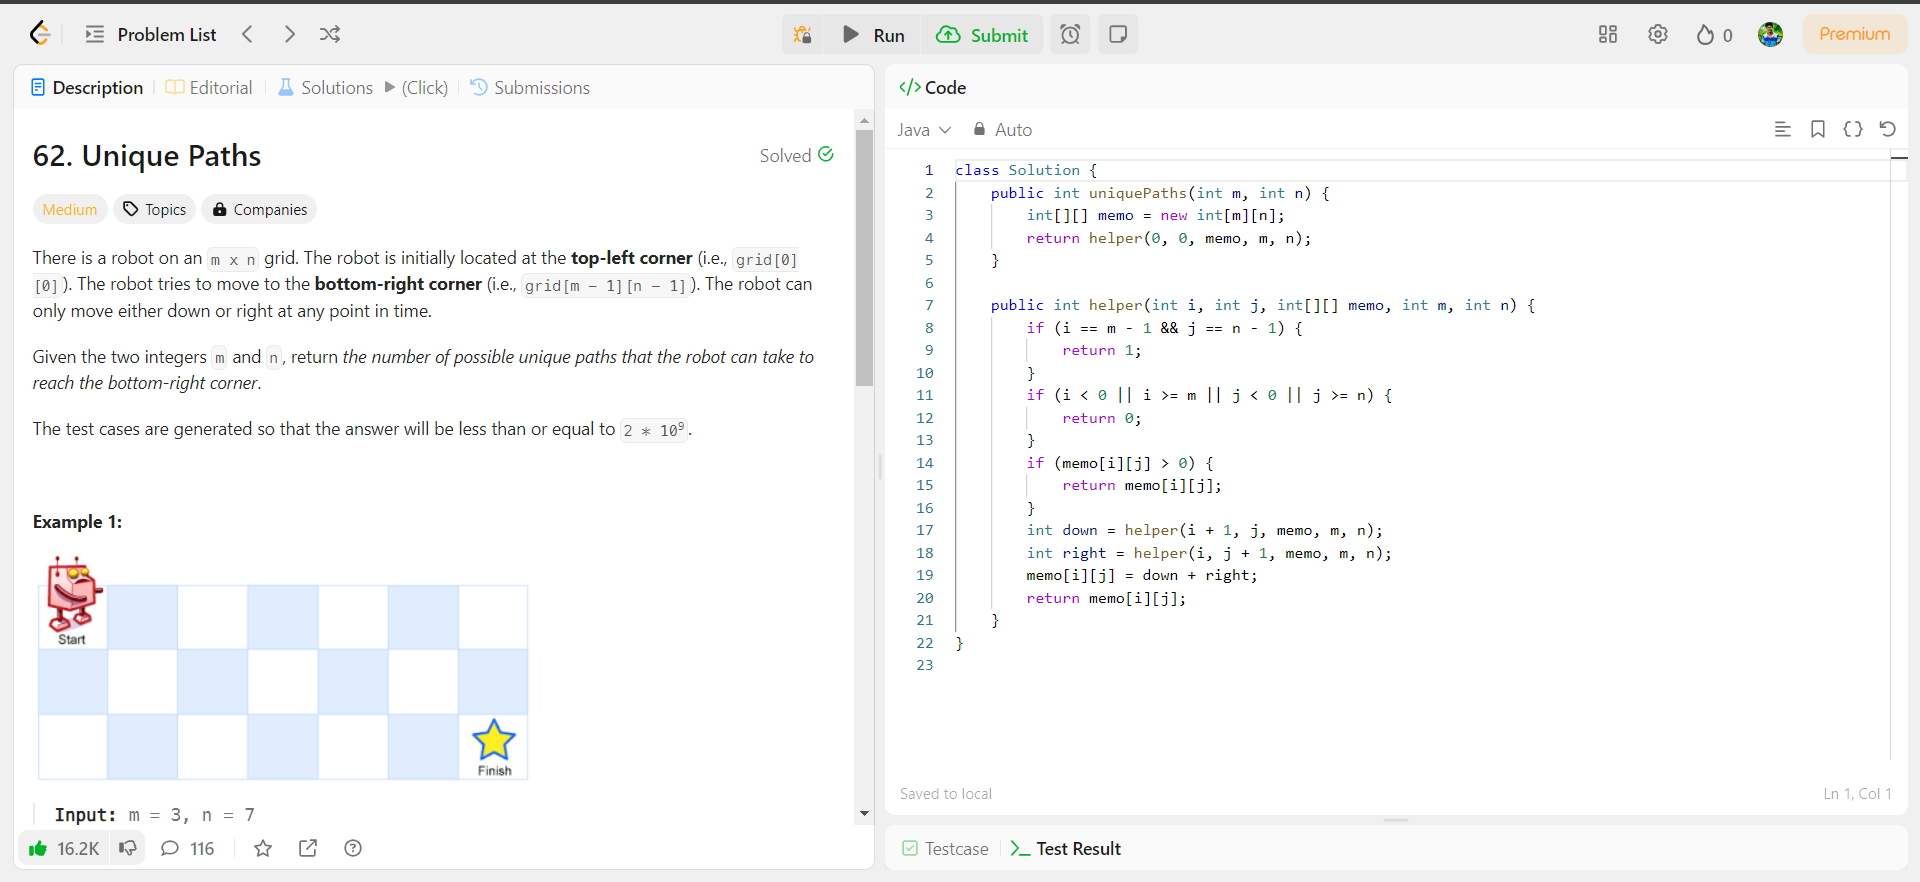 Problem List
Run
Submit
0
Premium
Description
Editorial
Solutions
(Click)
Submissions
62. Unique Paths
Solved
Medium
Topics
Companies
There is a robot on an m x n grid. The robot is initially located at the top-left corner (i.e., grid[0]
[0]). The robot tries to move to the bottom-right corner (i.e., grid[m - 1][n - 1]). The robot can
only move either down or right at any point in time.
Given the two integers m and n, return the number of possible unique paths that the robot can take to
reach the bottom-right corner.
The test cases are generated so that the answer will be less than or equal to 2 * 10⁹.
Example 1:
Start
Finish
Input: m = 3, n = 7
16.2K
116
</> Code
Java
Auto
1 class Solution {
2     public int uniquePaths(int m, int n) {
3         int[][] memo = new int[m][n];
4         return helper(0, 0, memo, m, n);
5     }
6
7     public int helper(int i, int j, int[][] memo, int m, int n) {
8         if (i == m - 1 && j == n - 1) {
9             return 1;
10         }
11         if (i < 0 || i >= m || j < 0 || j >= n) {
12             return 0;
13         }
14         if (memo[i][j] > 0) {
15             return memo[i][j];
16         }
17         int down = helper(i + 1, j, memo, m, n);
18         int right = helper(i, j + 1, memo, m, n);
19         memo[i][j] = down + right;
20         return memo[i][j];
21     }
22 }
23
Saved to local
Ln 1, Col 1
Testcase
Test Result